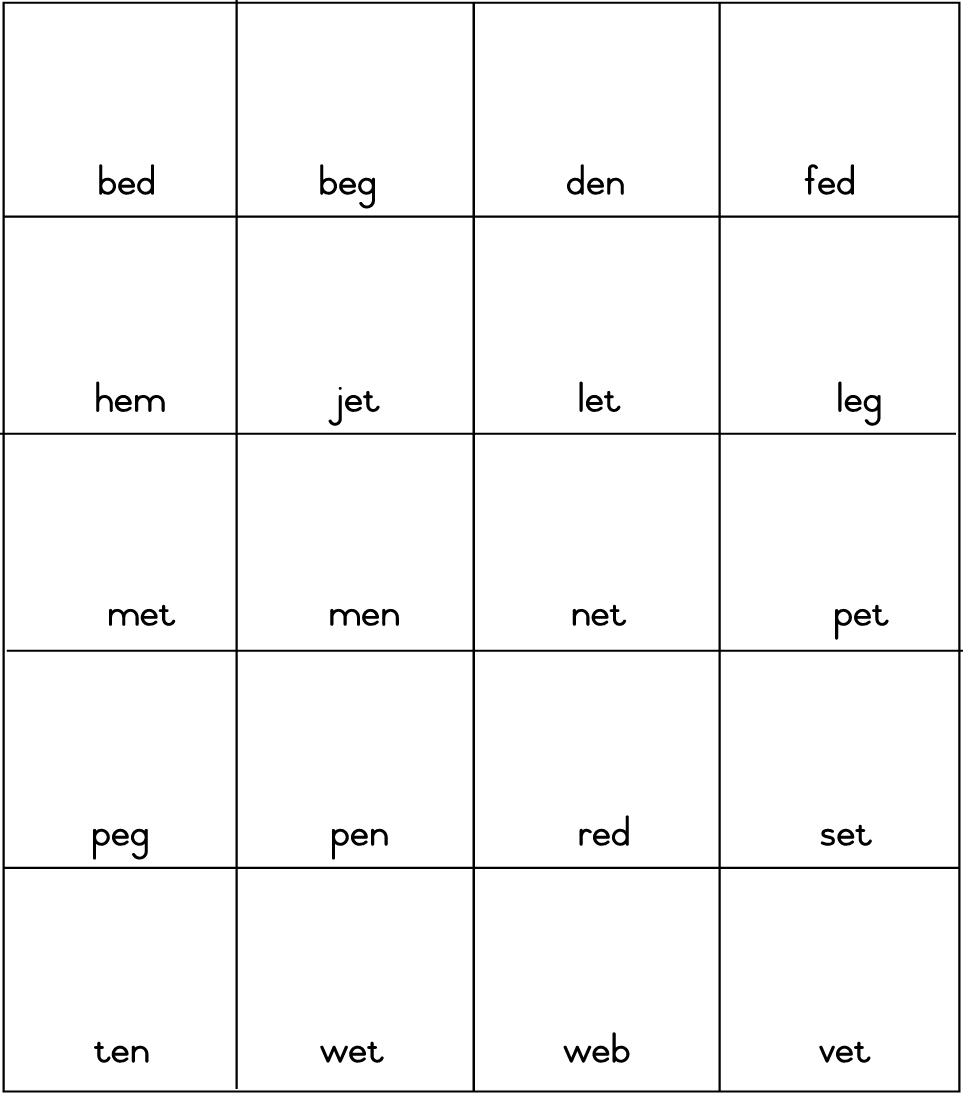 bed beg den fed
hem jet let leg
met men net pet
peg pen red set
ten wet web vet